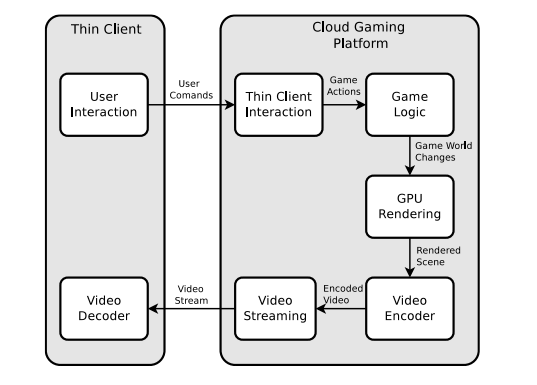 Thin Client
Cloud Gaming
Platform
User
Interaction
User
Comands
Thin Client
Interaction
Game
Actions
Game
Logic
Game World
Changes
GPU
Rendering
Rendered
Scene
Video
Decoder
Video
Stream
Video
Streaming
Encoded
Video
Video
Encoder